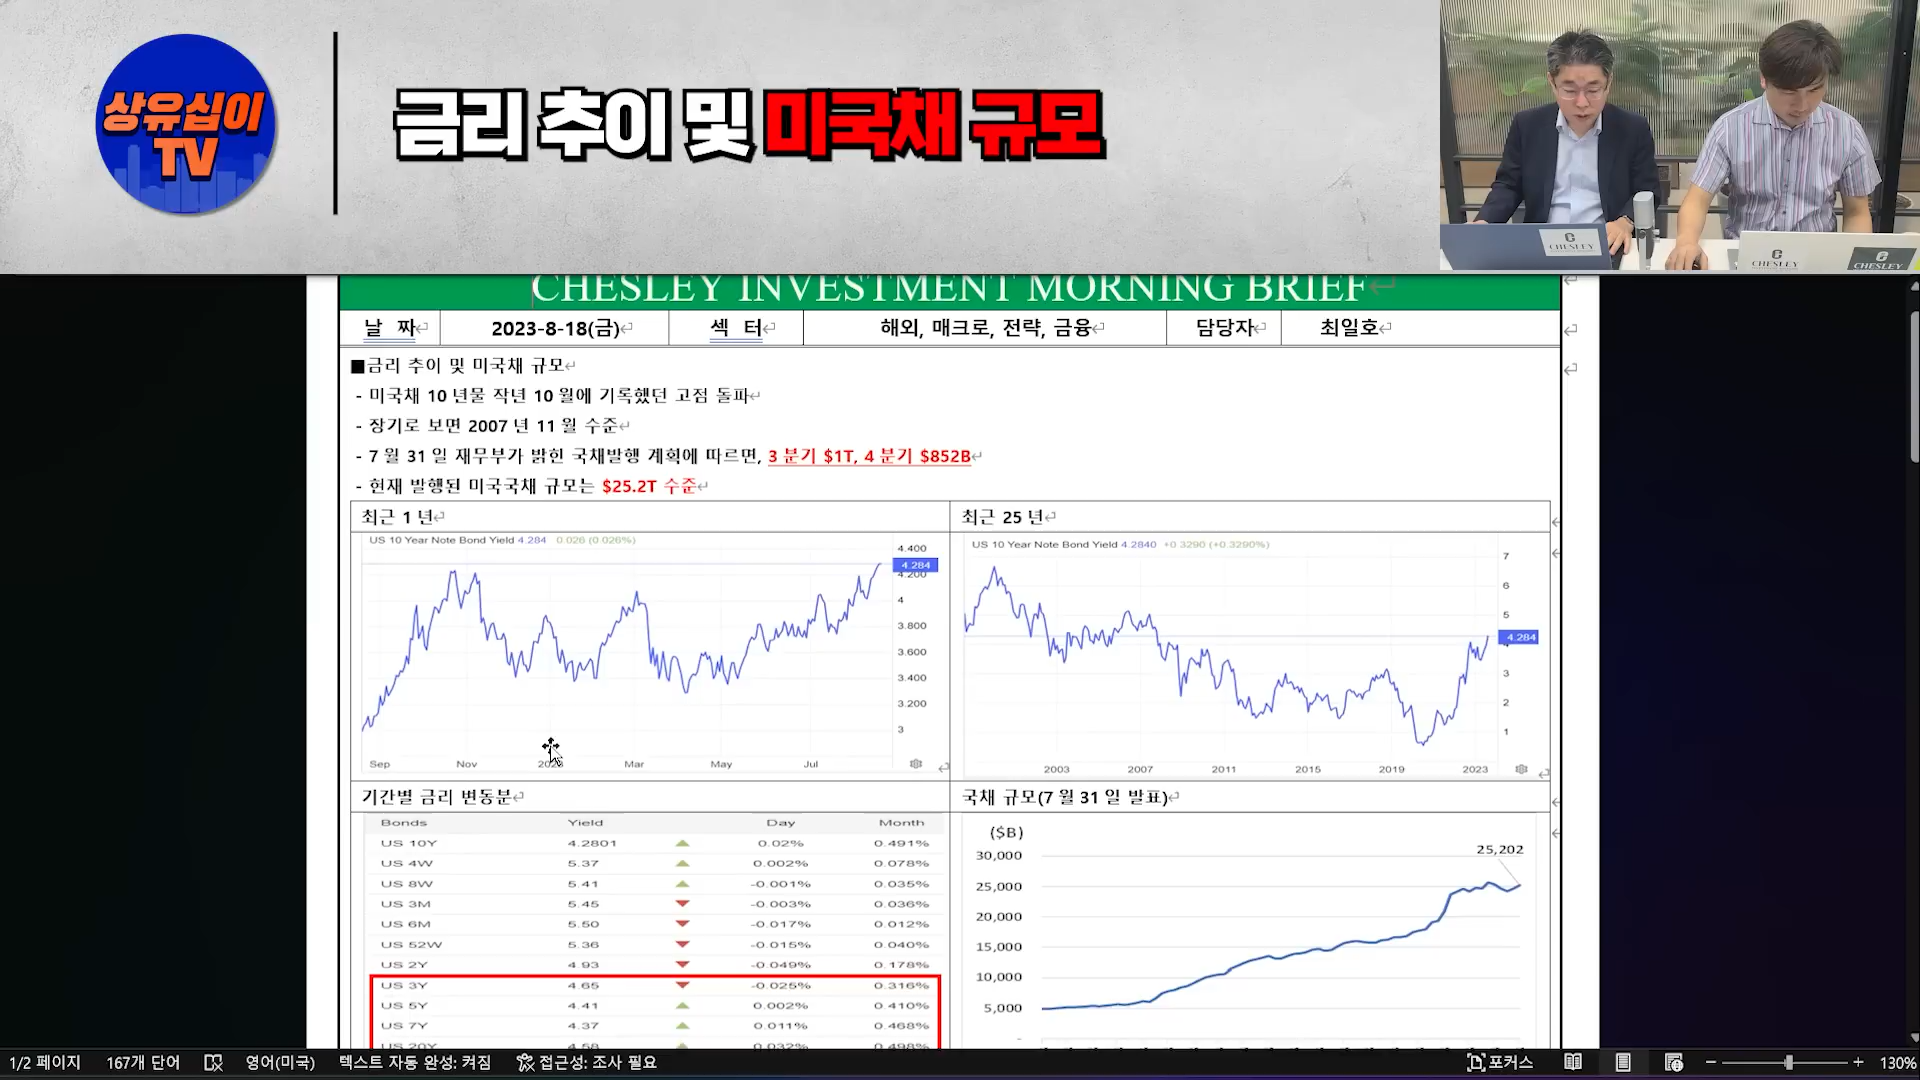 상유십이
TV
금리 추이 및 미국채 규모
CHESLEY
CHESLEY
CHESLEY
CHESLEY INVESTMENT MORNING BRIEF
날 짜 2023-8-18(금) 섹 터 해외, 매크로, 전략, 금융 담당자 최일호
■금리 추이 및 미국채 규모
- 미국채 10 년물 작년 10 월에 기록했던 고점 돌파
- 장기로 보면 2007 년 11 월 수준
- 7 월 31 일 재무부가 밝힌 국채발행 계획에 따르면, 3 분기 $1T, 4 분기 $852B
- 현재 발행된 미국국채 규모는 $25.2T 수준
최근 1 년
US 10 Year Note Bond Yield 4.284 0.026 (0.026%)
4.400
4.284
4.200
4
3.800
3.600
3.400
3.200
3
Sep Nov 2023 Mar May Jul
최근 25 년
US 10 Year Note Bond Yield 4.2840 +0.3290 (+0.3290%)
7
6
5
4.284
3
2
1
2003 2007 2011 2015 2019 2023
기간별 금리 변동분
Bonds Yield Day Month
US 10Y 4.2801 0.02% 0.491%
US 4W 5.37 0.002% 0.078%
US 8W 5.41 -0.001% 0.035%
US 3M 5.45 -0.003% 0.036%
US 6M 5.50 -0.017% 0.012%
US 52W 5.36 -0.015% 0.040%
US 2Y 4.93 -0.049% 0.178%
US 3Y 4.65 -0.025% 0.316%
US 5Y 4.41 0.002% 0.410%
US 7Y 4.37 0.011% 0.468%
US 20Y 4.58 0.032% 0.498%
국채 규모(7 월 31 일 발표)
($B)
25,202
30,000
25,000
20,000
15,000
10,000
5,000
1/2 페이지 167개 단어 영어(미국) 텍스트 자동 완성: 켜짐 접근성: 조사 필요 포커스 130%